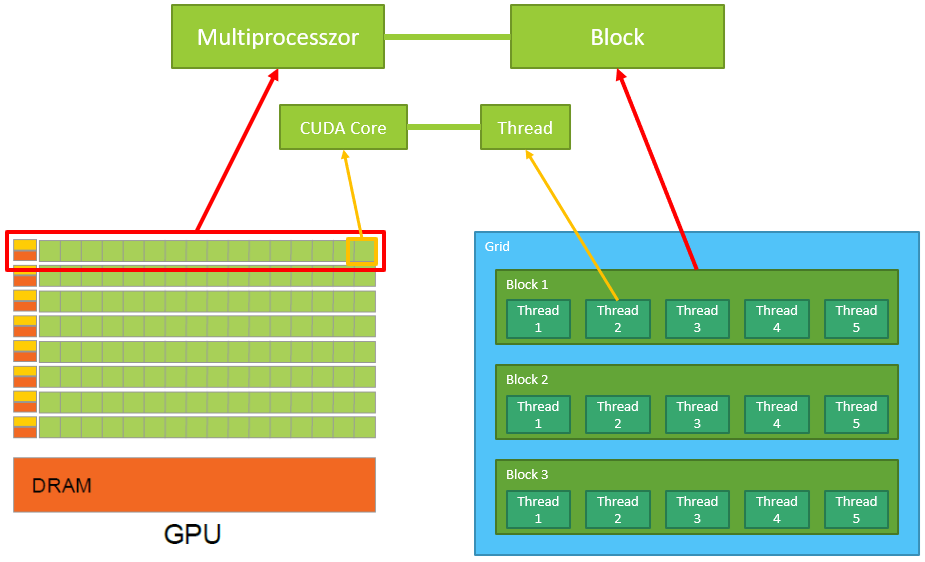 Multiprocesszor
Block
CUDA Core
Thread
DRAM
GPU
Grid
Block 1
Thread
1
Thread
2
Thread
3
Thread
4
Thread
5
Block 2
Thread
1
Thread
2
Thread
3
Thread
4
Thread
5
Block 3
Thread
1
Thread
2
Thread
3
Thread
4
Thread
5